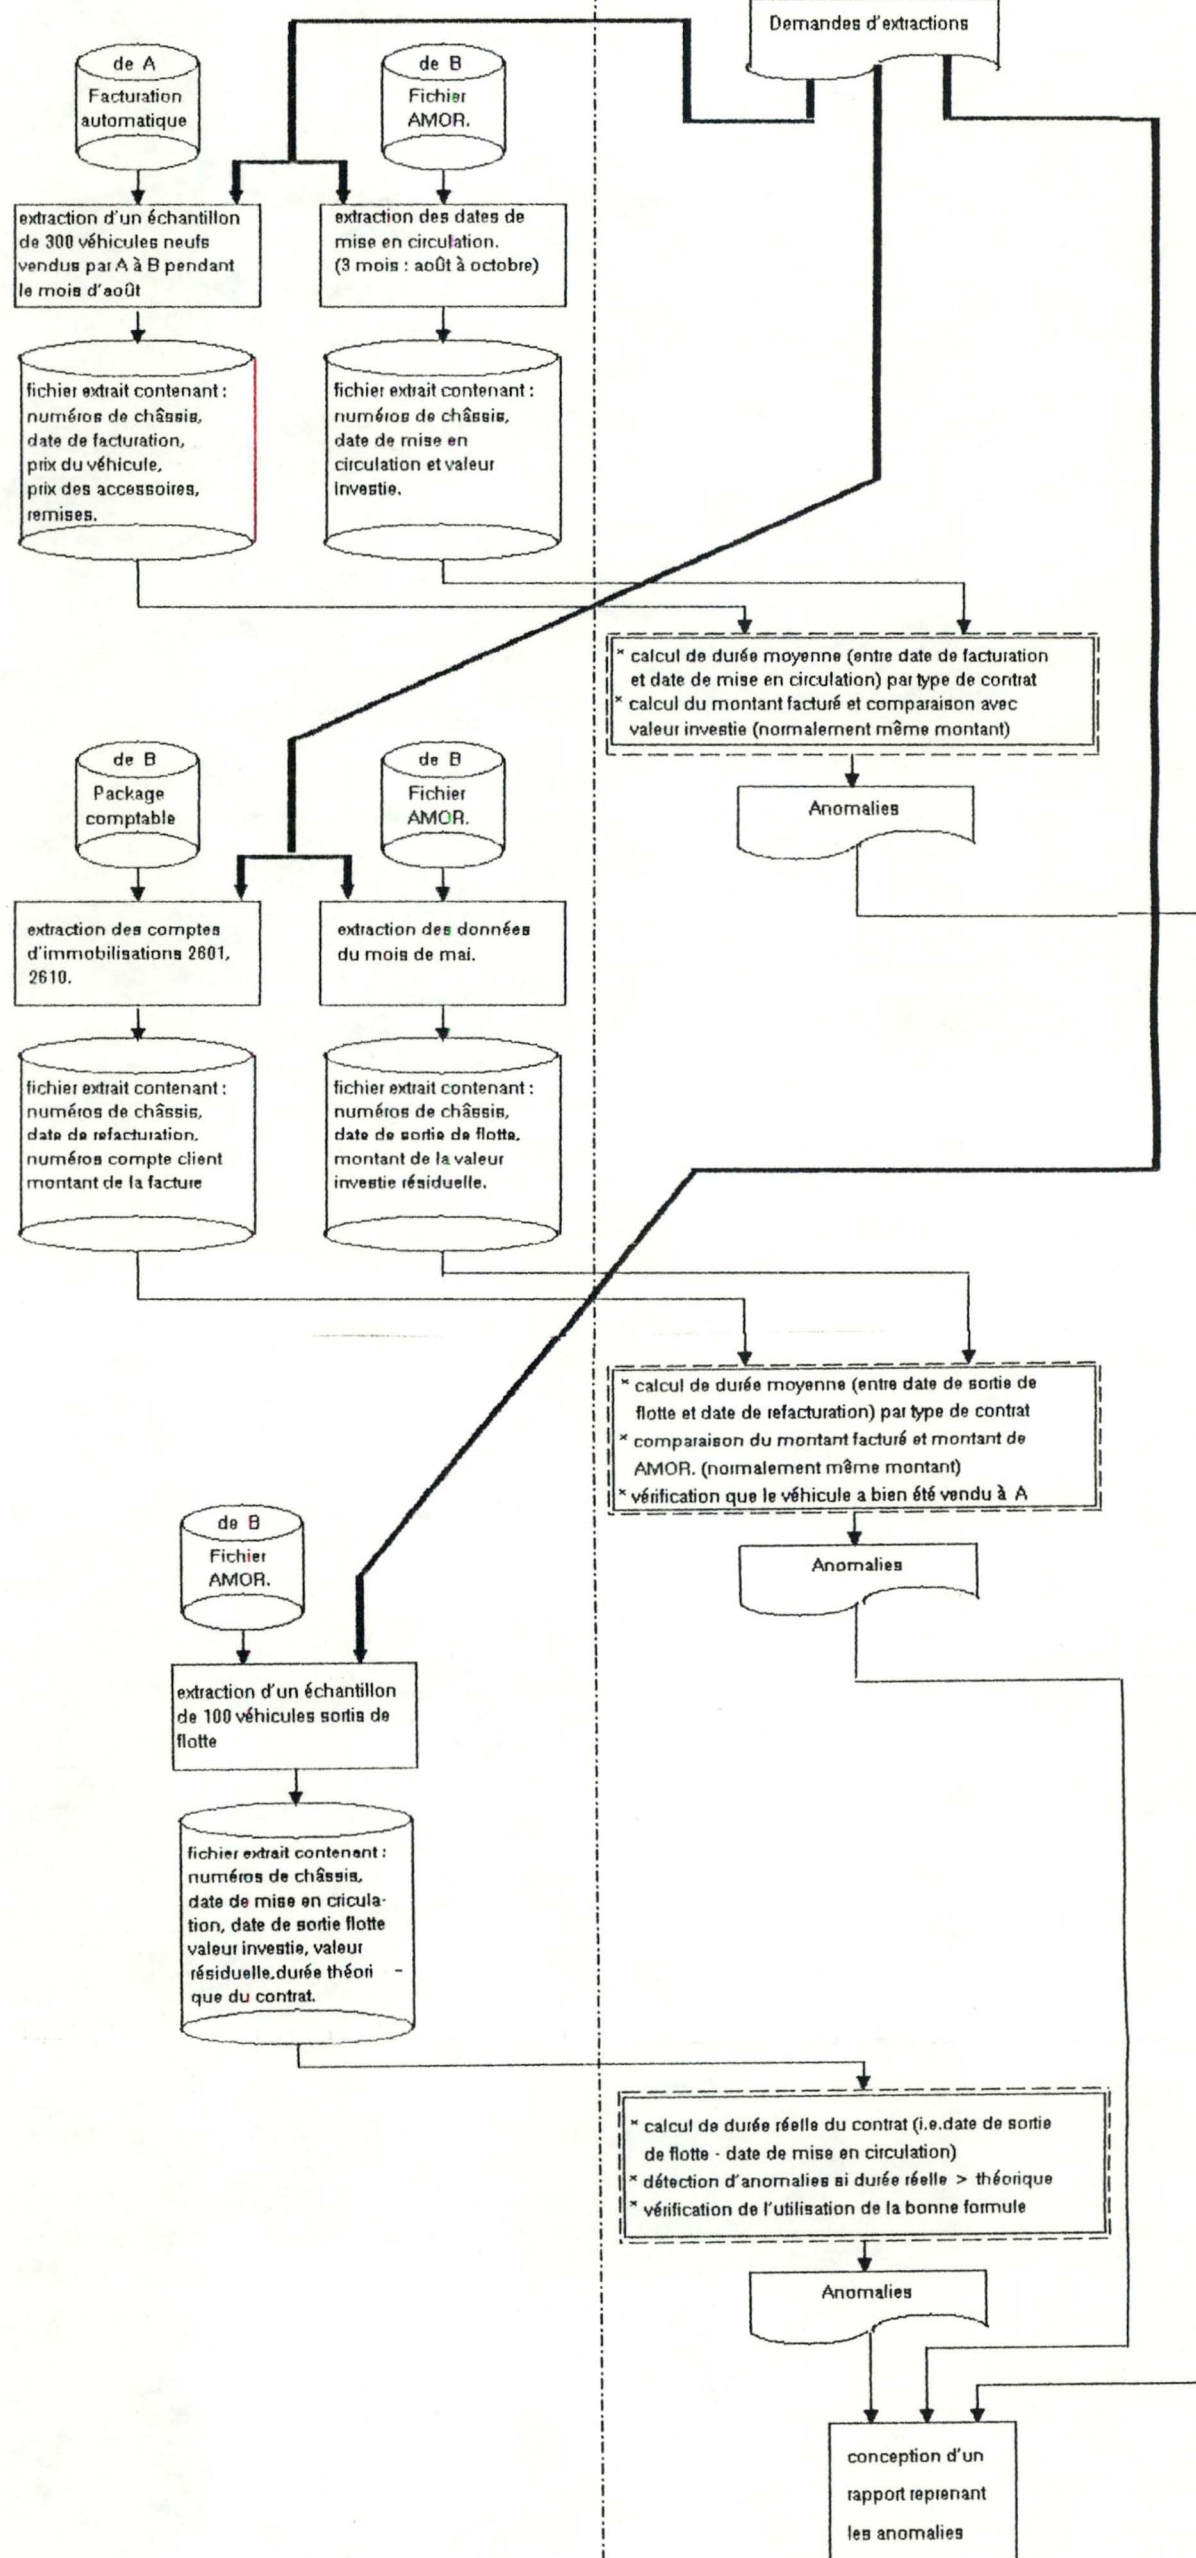 Demandes d'extractions
de A
Facturation
automatique
de B
Fichier
AMOR.
extraction d'un échantillon
de 300 véhicules neufs
vendus par A à B pendant
le mois d'août
extraction des dates de
mise en circulation.
(3 mois : août à octobre)
fichier extrait contenant :
numéros de châssis,
date de facturation,
prix du véhicule,
prix des accessoires,
remises.
fichier extrait contenant :
numéros de châssis,
date de mise en
circulation et valeur
investie.
* calcul de durée moyenne (entre date de facturation
et date de mise en circulation) par type de contrat
* calcul du montant facturé et comparaison avec
valeur investie (normalement même montant)
Anomalies
de B
Package
comptable
de B
Fichier
AMOR.
extraction des comptes
d'immobilisations 2601,
2610.
extraction des données
du mois de mai.
fichier extrait contenant :
numéros de châssis,
date de refacturation,
numéros compte client
montant de la facture
fichier extrait contenant :
numéros de châssis,
date de sortie de flotte,
montant de la valeur
investie résiduelle.
* calcul de durée moyenne (entre date de sortie de
flotte et date de refacturation) par type de contrat
* comparaison du montant facturé et montant de
AMOR. (normalement même montant)
* vérification que le véhicule a bien été vendu à A
Anomalies
de B
Fichier
AMOR.
extraction d'un échantillon
de 100 véhicules sortis de
flotte
fichier extrait contenant :
numéros de châssis,
date de mise en cricula-
tion, date de sortie flotte
valeur investie, valeur
résiduelle.durée théori -
que du contrat.
* calcul de durée réelle du contrat (i.e.date de sortie
de flotte - date de mise en circulation)
* détection d'anomalies si durée réelle > théorique
* vérification de l'utilisation de la bonne formule
Anomalies
conception d'un
rapport reprenant
les anomalies